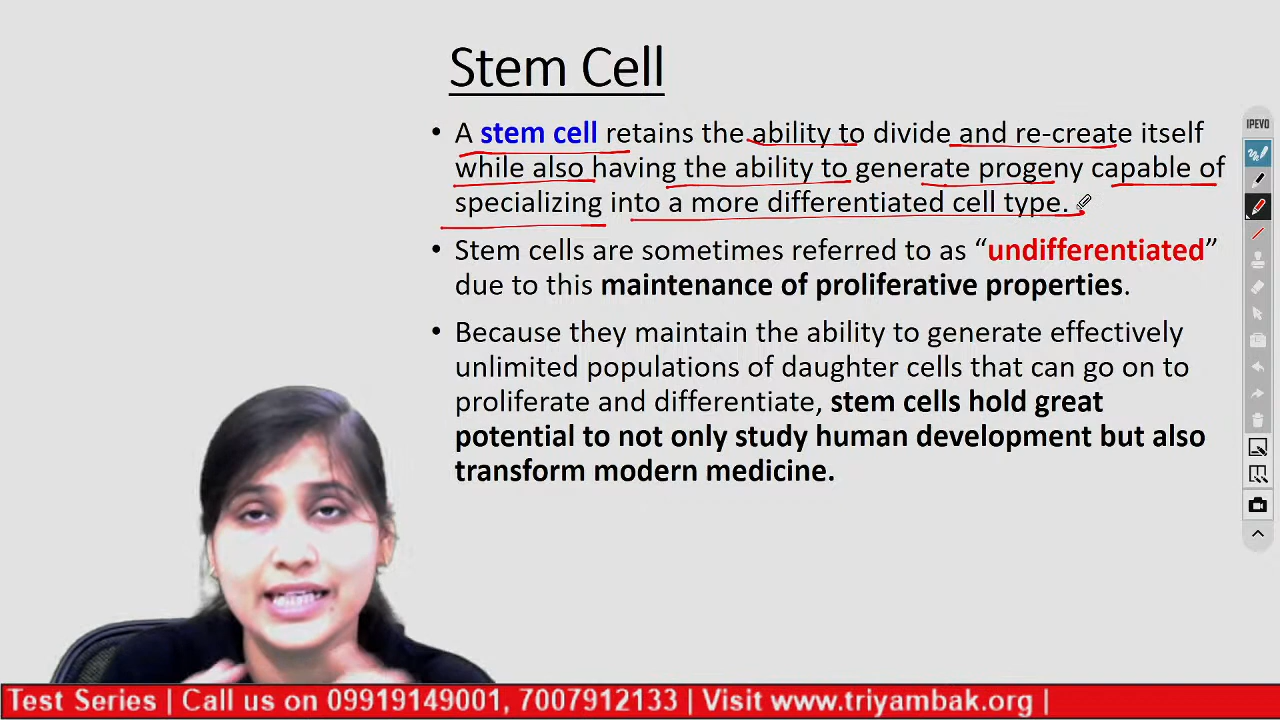 Stem Cell
• A stem cell retains the ability to divide and re-create itself
while also having the ability to generate progeny capable of
specializing into a more differentiated cell type.
• Stem cells are sometimes referred to as “undifferentiated”
due to this maintenance of proliferative properties.
• Because they maintain the ability to generate effectively
unlimited populations of daughter cells that can go on to
proliferate and differentiate, stem cells hold great
potential to not only study human development but also
transform modern medicine.
IPEVO
Test Series | Call us on 09919149001, 7007912133 | Visit www.triyambak.org |